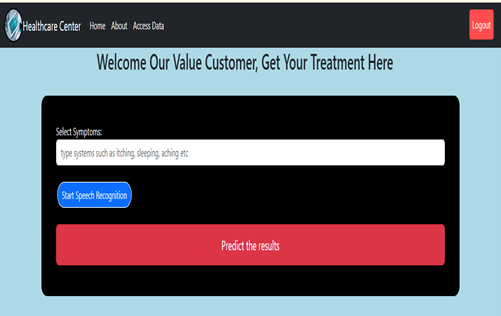 Healthcare Center Home About Access Data Logout
Welcome Our Value Customer, Get Your Treatment Here
Select Symptoms:
type systems such as itching, sleeping, aching etc
Start Speech Recognition
Predict the results